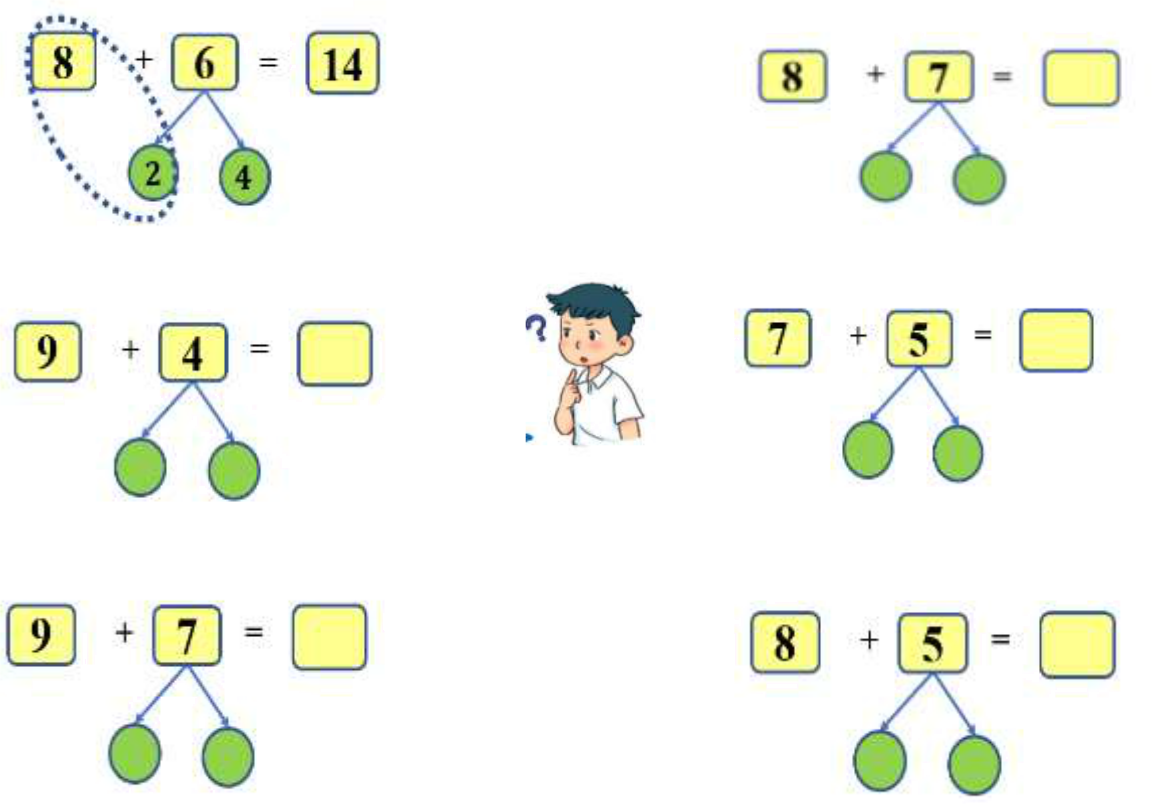 8 + 6 = 14
2 4
8 + 7 =
9 + 4 =
?
7 + 5 =
9 + 7 =
8 + 5 =